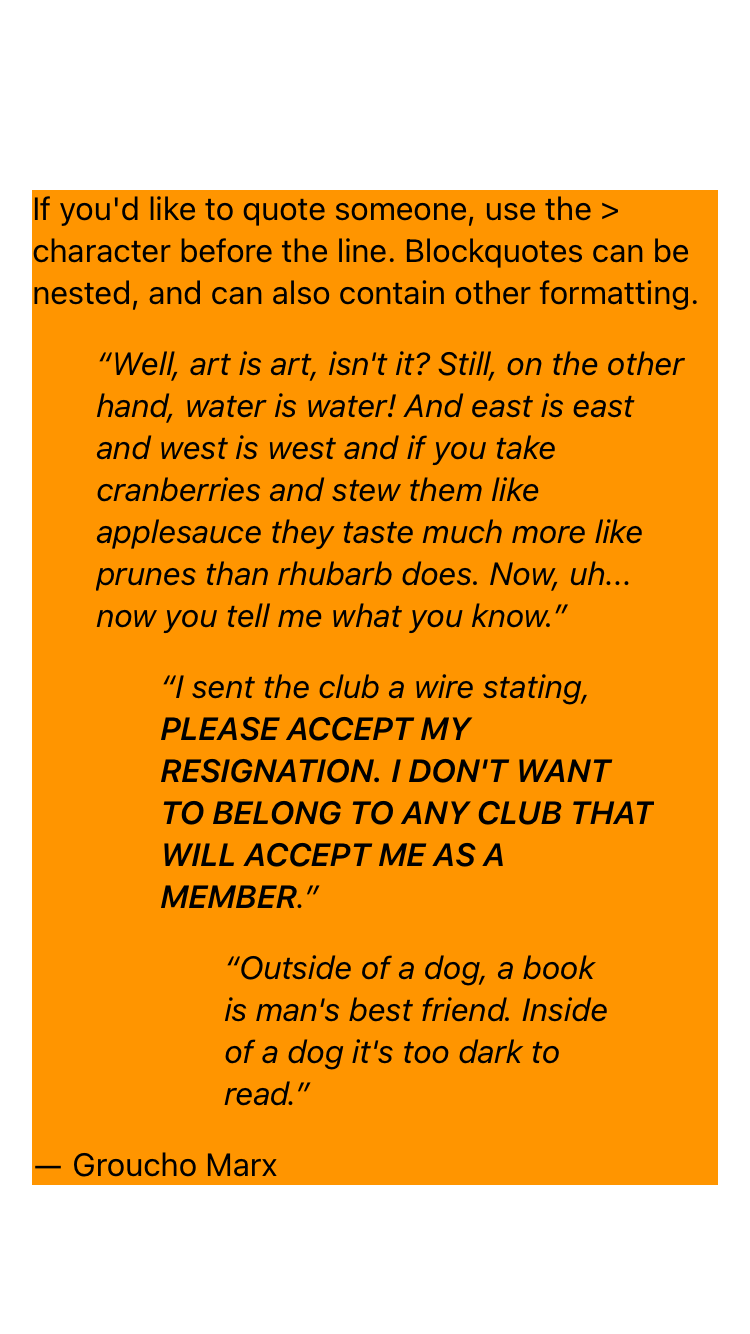 If you'd like to quote someone, use the >
character before the line. Blockquotes can be
nested, and can also contain other formatting.
“Well, art is art, isn't it? Still, on the other
hand, water is water! And east is east
and west is west and if you take
cranberries and stew them like
applesauce they taste much more like
prunes than rhubarb does. Now, uh…
now you tell me what you know.”
“I sent the club a wire stating,
PLEASE ACCEPT MY
RESIGNATION. I DON'T WANT
TO BELONG TO ANY CLUB THAT
WILL ACCEPT ME AS A
MEMBER.”
“Outside of a dog, a book
is man's best friend. Inside
of a dog it's too dark to
read.”
— Groucho Marx